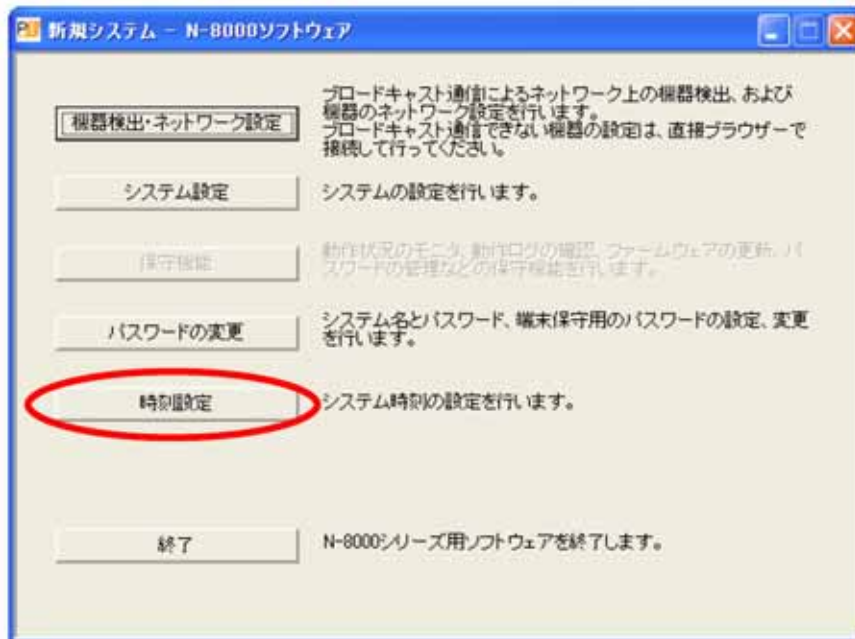 新規システム - N-8000ソフトウェア
機器検出・ネットワーク設定
ブロードキャスト通信によるネットワーク上の機器検出、および
機器のネットワーク設定を行います。
ブロードキャスト通信できない機器の設定は、直接ブラウザーで
接続して行ってください。
システム設定
システムの設定を行います。
保守機能
動作状況のモニタ、動作ログの確認、ファームウェアの更新、パ
スワードの管理などの保守機能を行います。
パスワードの変更
システム名とパスワード、端末保守用のパスワードの設定、変更
を行います。
時刻設定
システム時刻の設定を行います。
終了
N-8000シリーズ用ソフトウェアを終了します。